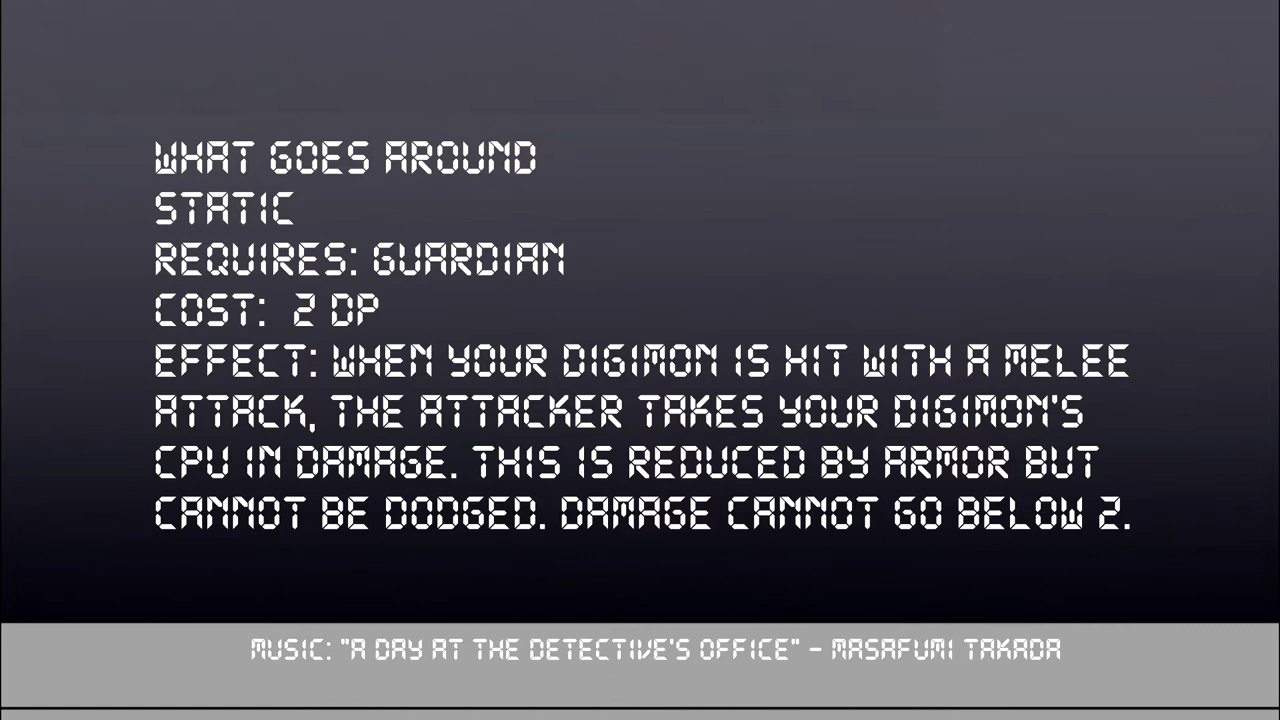 WHAT GOES AROUND
STATIC
REQUIRES: GUARDIAN
COST: 2 DP
EFFECT: WHEN YOUR DIGIMON IS HIT WITH A MELEE
ATTACK, THE ATTACKER TAKES YOUR DIGIMON'S
CPU IN DAMAGE. THIS IS REDUCED BY ARMOR BUT
CANNOT BE DODGED. DAMAGE CANNOT GO BELOW 2.
MUSIC: "A DAY AT THE DETECTIVE'S OFFICE" - MASAFUMI TAKADA